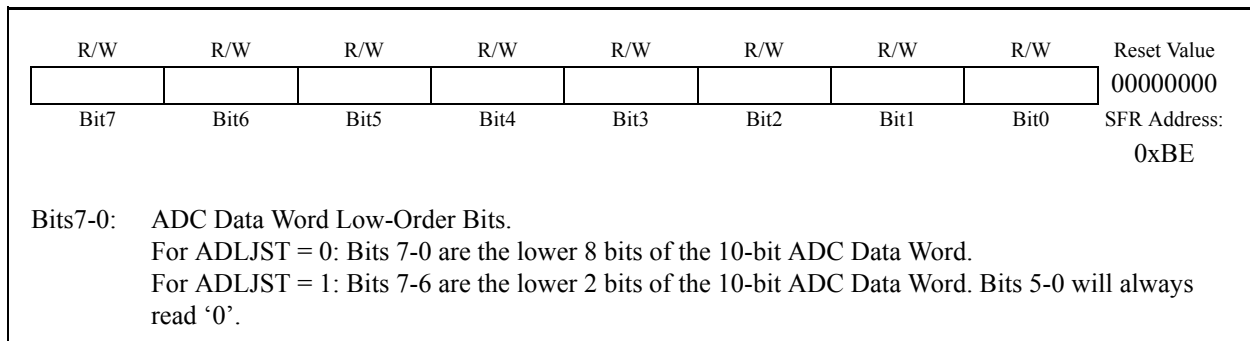 R/W R/W R/W R/W R/W R/W R/W R/W Reset Value
00000000
Bit7 Bit6 Bit5 Bit4 Bit3 Bit2 Bit1 Bit0 SFR Address:
0xBE
Bits7-0: ADC Data Word Low-Order Bits.
For ADLJST = 0: Bits 7-0 are the lower 8 bits of the 10-bit ADC Data Word.
For ADLJST = 1: Bits 7-6 are the lower 2 bits of the 10-bit ADC Data Word. Bits 5-0 will always
read ‘0’.